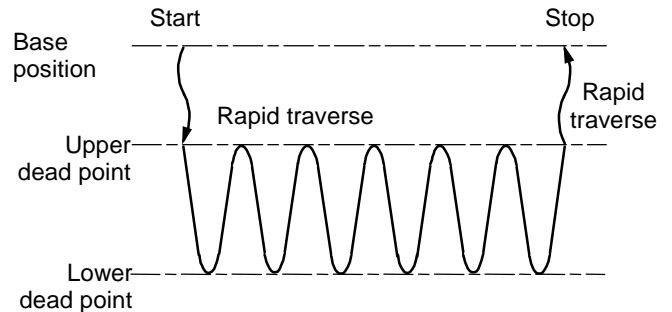 Start
Stop
Base
position
Rapid traverse
Rapid
traverse
Upper
dead point
Lower
dead point